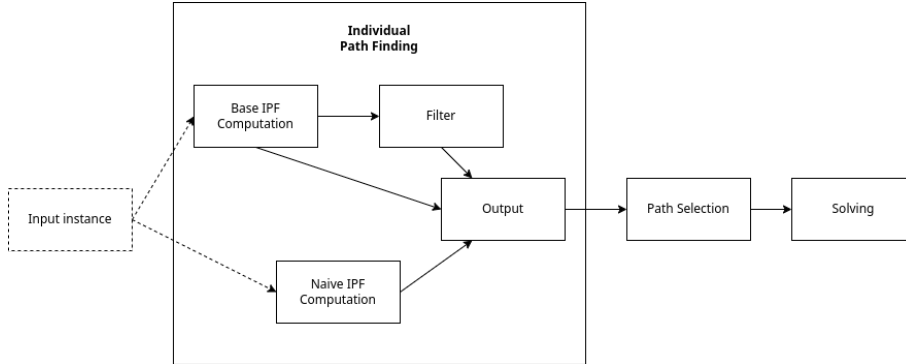 Individual
Path Finding
Base IPF
Computation
Filter
Input instance
Output
Path Selection
Solving
Naive IPF
Computation